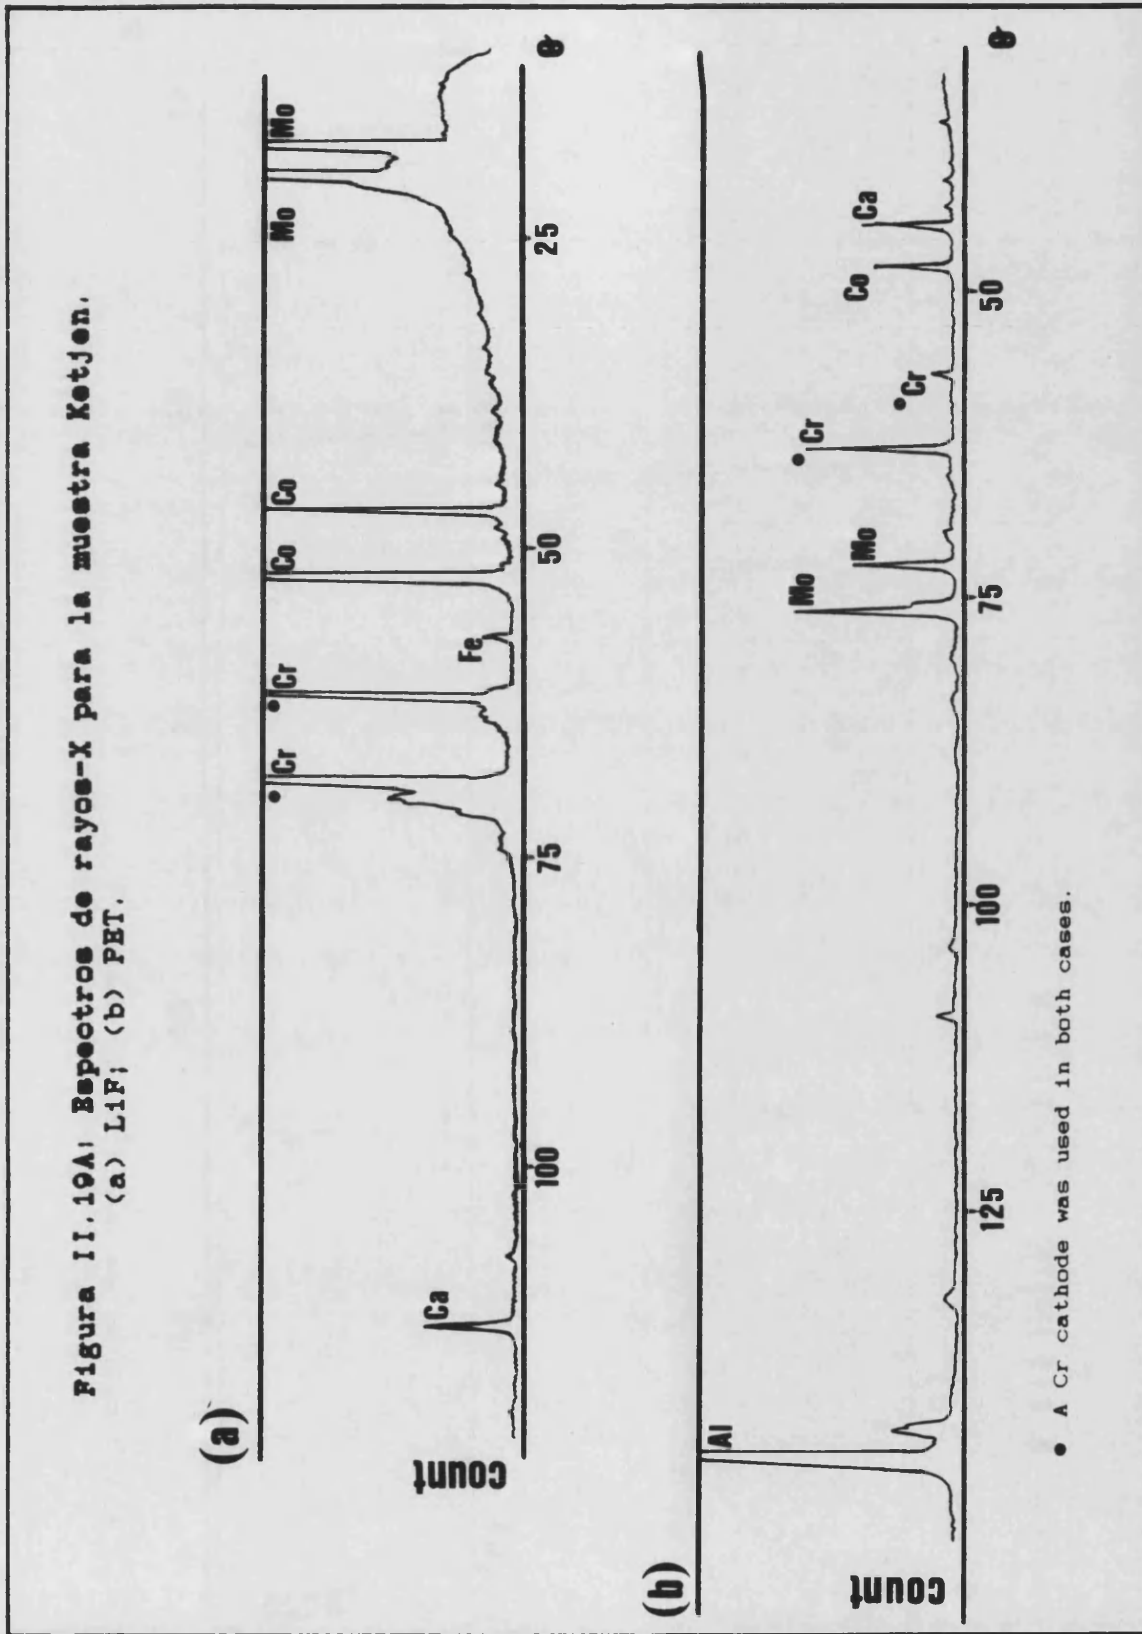 Figura II.19A: Espectros de rayos-X para la muestra Ketjen.
(a) LiF; (b) PET.
(a)
count
Ca
• Cr
• Cr
Fe
Co
Co
Mo
Mo
100
75
50
25
θ
(b)
count
Al
Mo
Mo
• Cr
• Cr
Co
Ca
125
100
75
50
θ
• A Cr cathode was used in both cases.